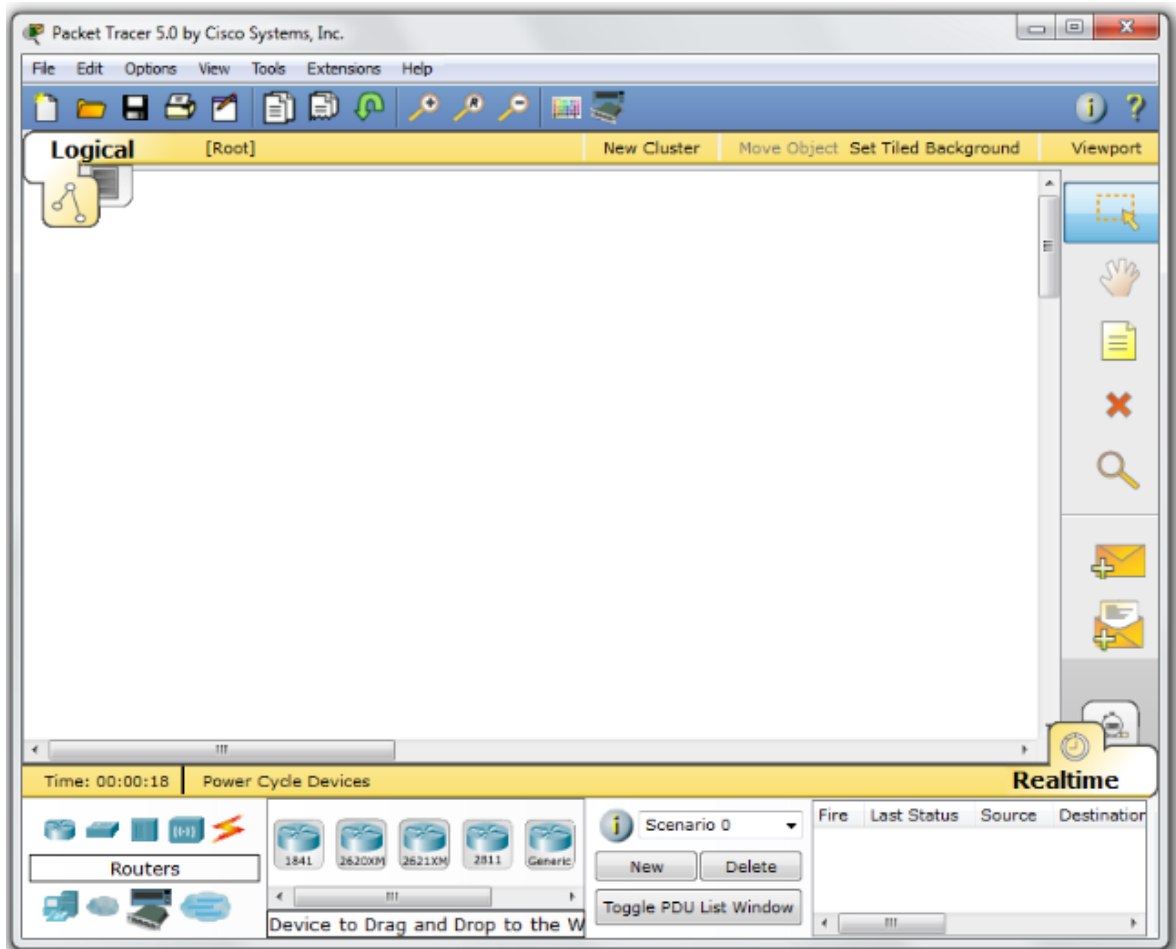 Packet Tracer 5.0 by Cisco Systems, Inc.
File Edit Options View Tools Extensions Help
Logical [Root] New Cluster Move Object Set Tiled Background Viewport
Time: 00:00:18 Power Cycle Devices Realtime
Routers
1841 2620XM 2621XM 2811 Generic
Device to Drag and Drop to the W
Scenario 0
New Delete
Toggle PDU List Window
Fire Last Status Source Destination